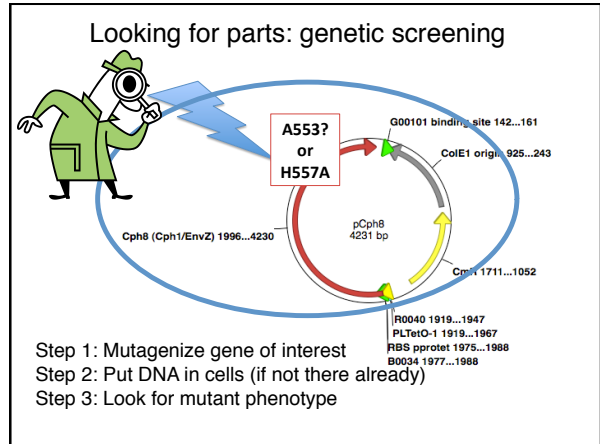 Looking for parts: genetic screening
A553?
or
H557A
G00101 binding site 142...161
ColE1 origin 925...243
pCph8
4231 bp
Cph8 (Cph1/EnvZ) 1996...4230
CmR 1711...1052
R0040 1919...1947
PLTetO-1 1919...1967
RBS pprotet 1975...1988
B0034 1977...1988
Step 1: Mutagenize gene of interest
Step 2: Put DNA in cells (if not there already)
Step 3: Look for mutant phenotype